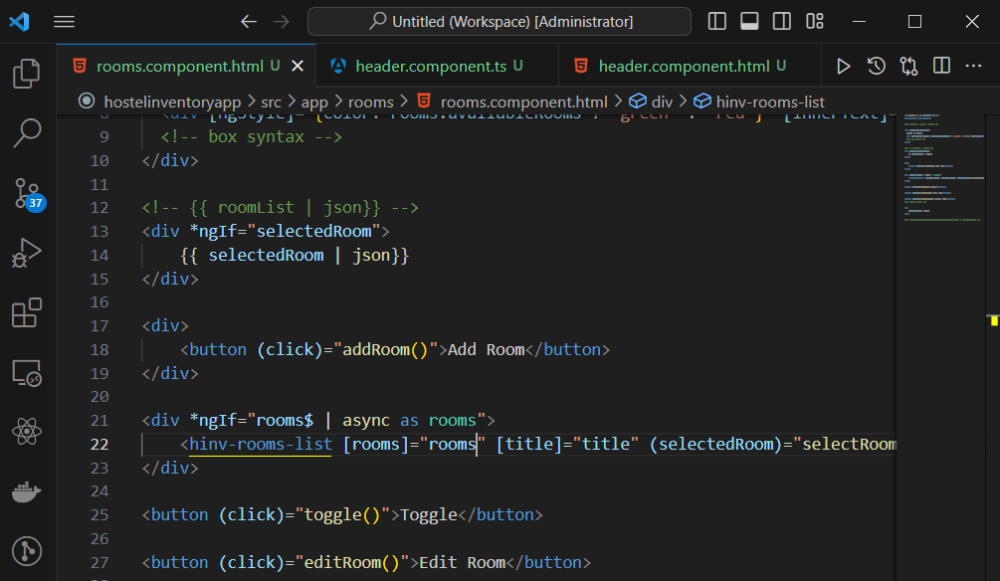 Untitled (Workspace) [Administrator]
rooms.component.html U
header.component.ts U
header.component.html U
hostelinventoryapp > src > app > rooms > rooms.component.html > div > hinv-rooms-list
8 <div [ngStyle]="{color: rooms.availableRooms ? 'green' : 'red'}" [innerText]=
9 <!-- box syntax -->
10 </div>
11
12 <!-- {{ roomList | json}} -->
13 <div *ngIf="selectedRoom">
14 {{ selectedRoom | json}}
15 </div>
16
17 <div>
18 <button (click)="addRoom()">Add Room</button>
19 </div>
20
21 <div *ngIf="rooms$ | async as rooms">
22 <hinv-rooms-list [rooms]="rooms" [title]="title" (selectedRoom)="selectRoom
23 </div>
24
25 <button (click)="toggle()">Toggle</button>
26
27 <button (click)="editRoom()">Edit Room</button>
37